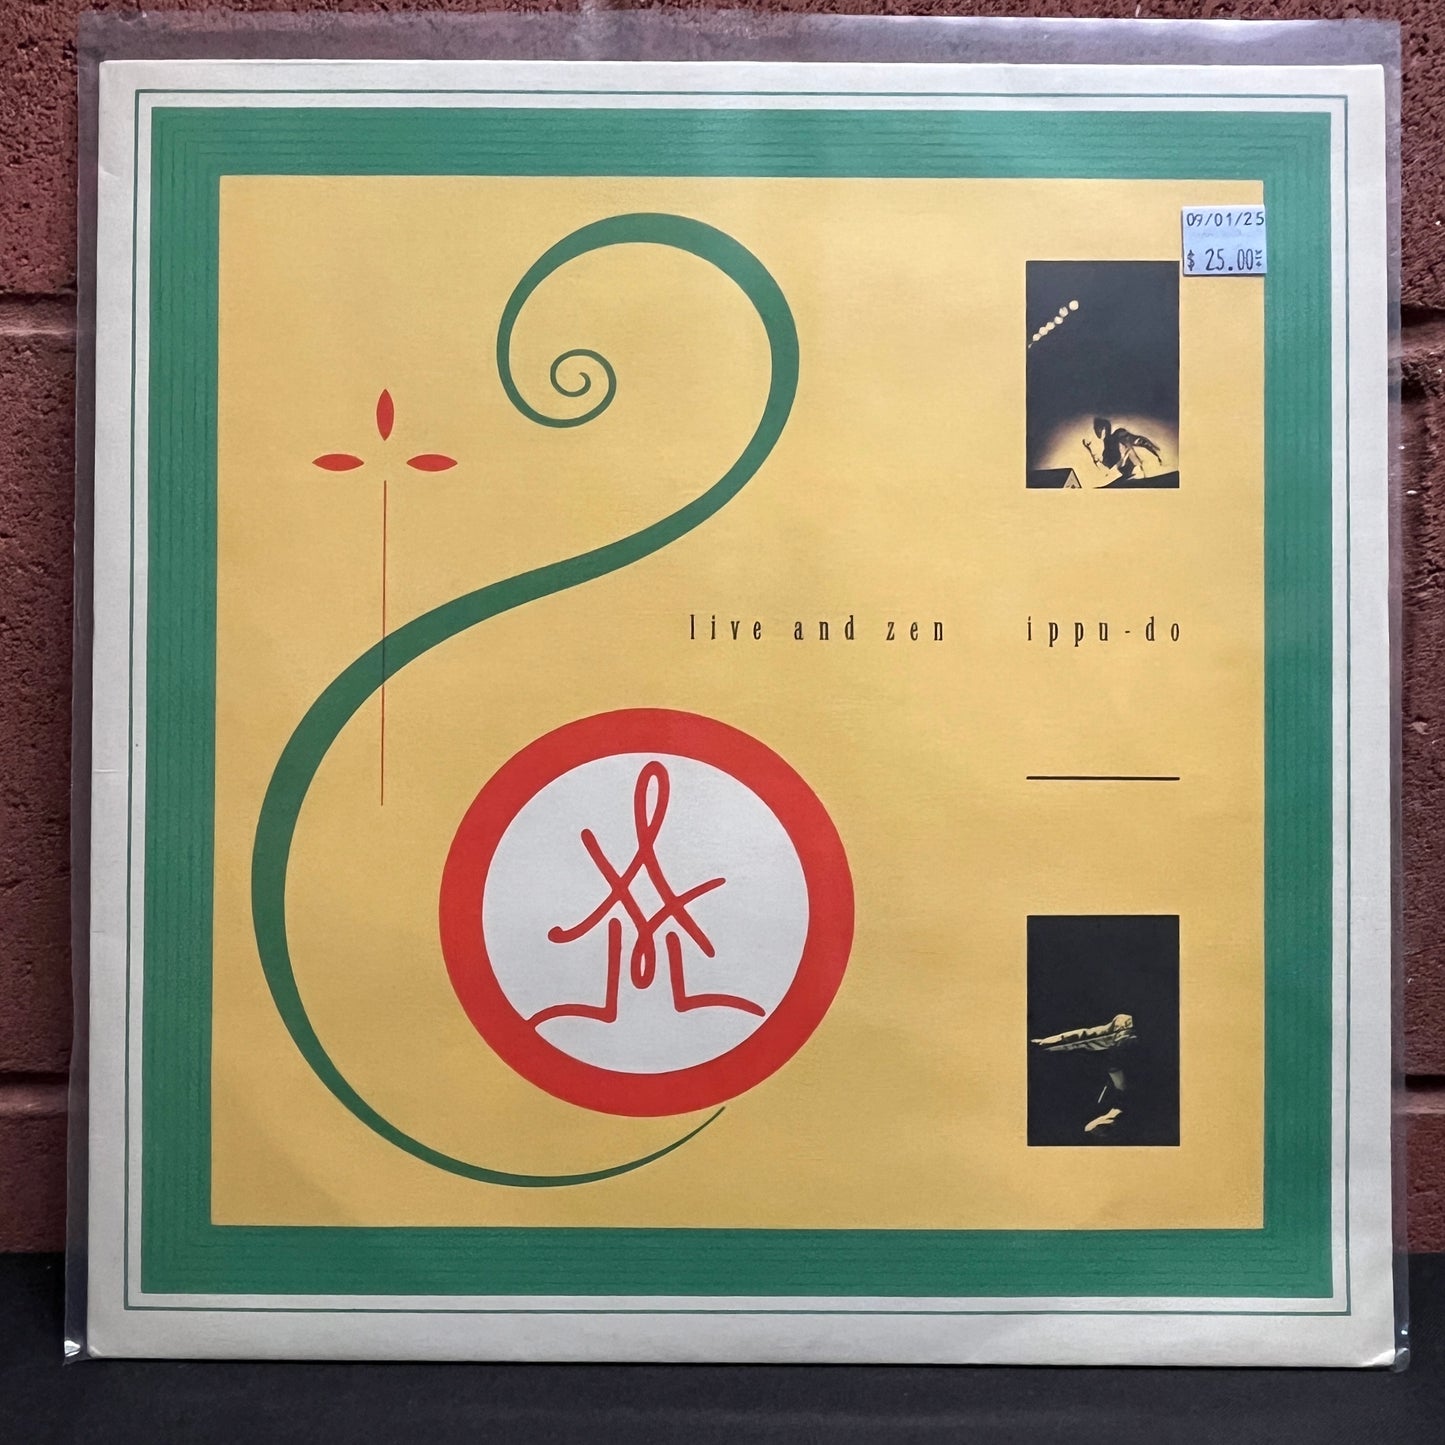 09/01/25
$ 25.00
live and zen ippu-do